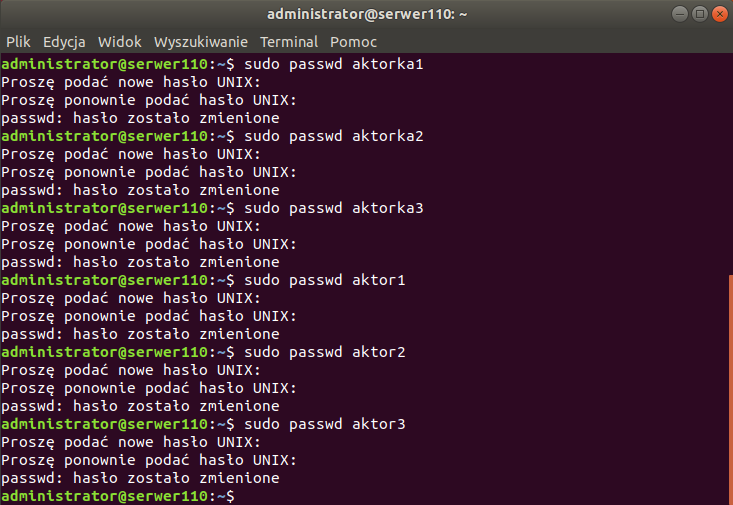 administrator@serwer110: ~
Plik Edycja Widok Wyszukiwanie Terminal Pomoc
administrator@serwer110:~$ sudo passwd aktorka1
Proszę podać nowe hasło UNIX:
Proszę ponownie podać hasło UNIX:
passwd: hasło zostało zmienione
administrator@serwer110:~$ sudo passwd aktorka2
Proszę podać nowe hasło UNIX:
Proszę ponownie podać hasło UNIX:
passwd: hasło zostało zmienione
administrator@serwer110:~$ sudo passwd aktorka3
Proszę podać nowe hasło UNIX:
Proszę ponownie podać hasło UNIX:
passwd: hasło zostało zmienione
administrator@serwer110:~$ sudo passwd aktor1
Proszę podać nowe hasło UNIX:
Proszę ponownie podać hasło UNIX:
passwd: hasło zostało zmienione
administrator@serwer110:~$ sudo passwd aktor2
Proszę podać nowe hasło UNIX:
Proszę ponownie podać hasło UNIX:
passwd: hasło zostało zmienione
administrator@serwer110:~$ sudo passwd aktor3
Proszę podać nowe hasło UNIX:
Proszę ponownie podać hasło UNIX:
passwd: hasło zostało zmienione
administrator@serwer110:~$